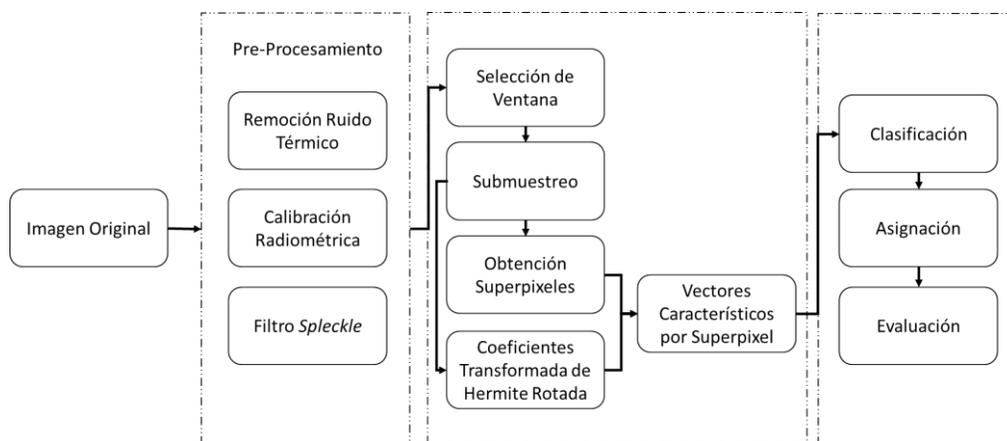 Imagen Original
Pre-Procesamiento
Remoción Ruido
Térmico
Calibración
Radiométrica
Filtro Spleckle
Selección de
Ventana
Submuestreo
Obtención
Superpixeles
Coeficientes
Transformada de
Hermite Rotada
Vectores
Característicos
por Superpixel
Clasificación
Asignación
Evaluación